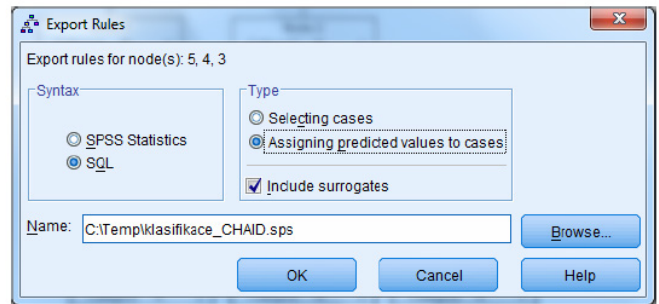 Export Rules
Export rules for node(s): 5, 4, 3
Syntax
SPSS Statistics
SQL
Type
Selecting cases
Assigning predicted values to cases
Include surrogates
Name: C:\Temp\klasifikace_CHAID.sps Browse...
OK Cancel Help